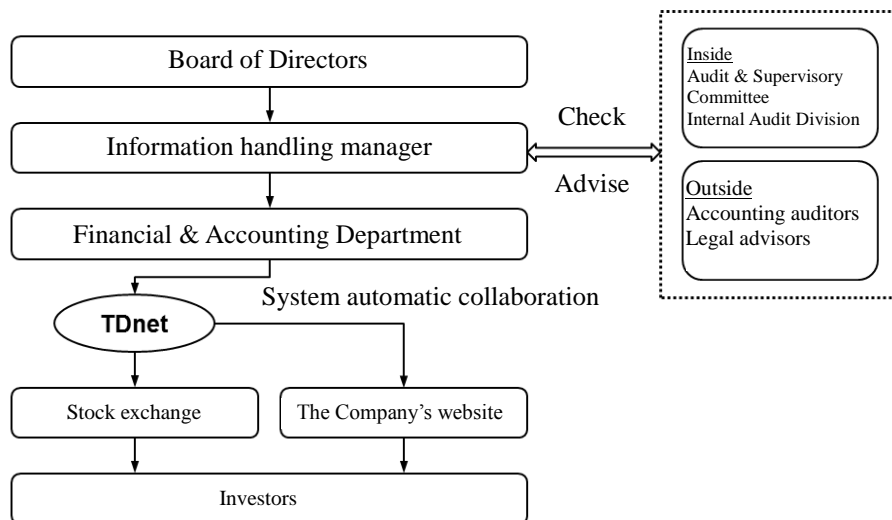 Board of Directors
Information handling manager
Check
Advise
Inside
Audit & Supervisory
Committee
Internal Audit Division
Outside
Accounting auditors
Legal advisors
Financial & Accounting Department
System automatic collaboration
TDnet
Stock exchange
The Company’s website
Investors